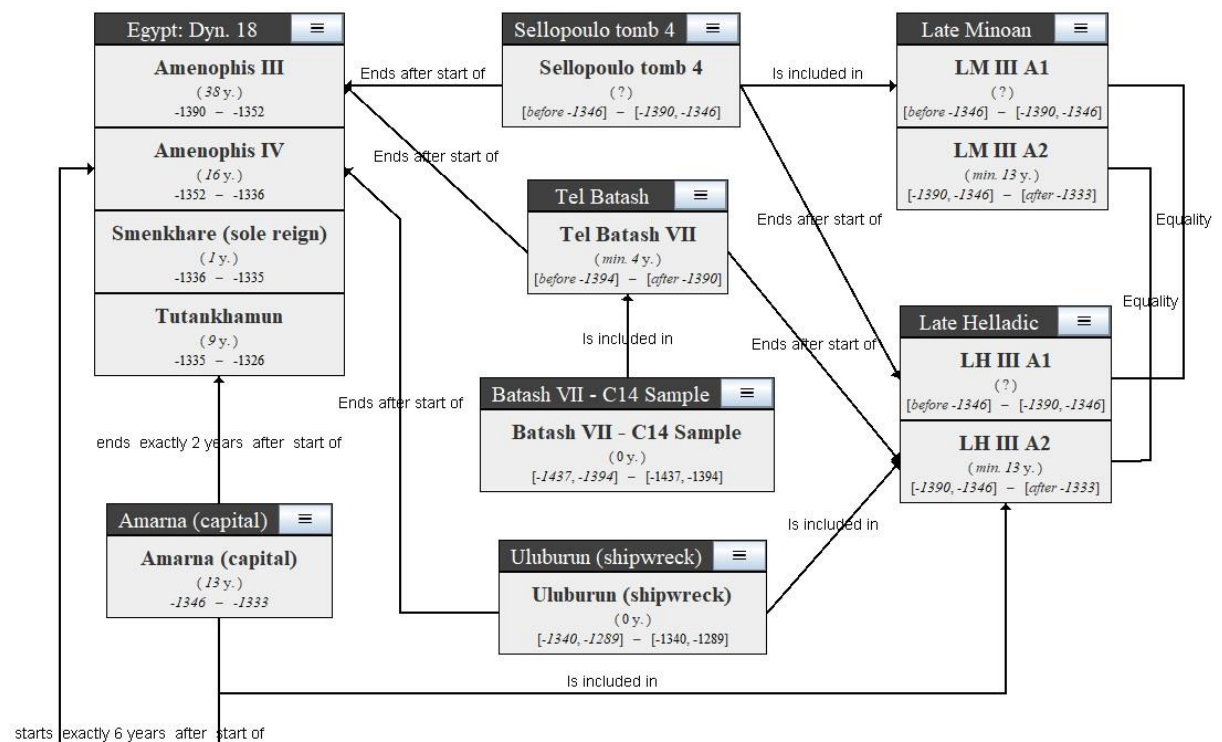 Egypt: Dyn. 18 ≡
Amenophis III
( 38 y. )
-1390 – -1352
Amenophis IV
( 16 y. )
-1352 – -1336
Smenkhare (sole reign)
( 1 y. )
-1336 – -1335
Tutankhamun
( 9 y. )
-1335 – -1326
Ends after start of
Sellopoulo tomb 4 ≡
Sellopoulo tomb 4
( ? )
[before -1346] – [-1390, -1346]
Is included in
Late Minoan ≡
LM III A1
( ? )
[before -1346] – [-1390, -1346]
LM III A2
( min. 13 y. )
[-1390, -1346] – [after -1333]
Ends after start of
Tel Batash ≡
Tel Batash VII
( min. 4 y. )
[before -1394] – [after -1390]
Ends after start of
Equality
Equality
Is included in
Ends after start of
Late Helladic ≡
LH III A1
( ? )
[before -1346] – [-1390, -1346]
LH III A2
( min. 13 y. )
[-1390, -1346] – [after -1333]
Batash VII - C14 Sample ≡
Batash VII - C14 Sample
( 0 y. )
[-1437, -1394] – [-1437, -1394]
Ends after start of
ends exactly 2 years after start of
Amarna (capital) ≡
Amarna (capital)
( 13 y. )
-1346 – -1333
Is included in
Uluburun (shipwreck) ≡
Uluburun (shipwreck)
( 0 y. )
[-1340, -1289] – [-1340, -1289]
Is included in
starts exactly 6 years after start of